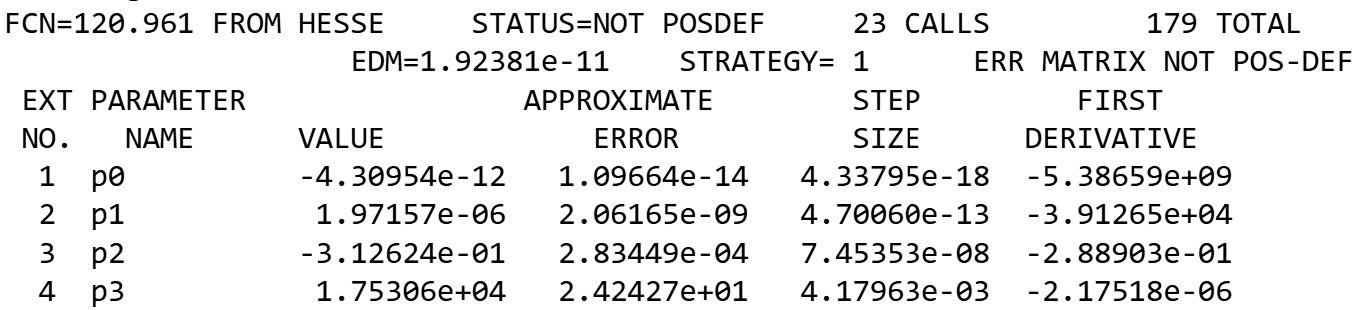 FCN=120.961 FROM HESSE     STATUS=NOT POSDEF     23 CALLS         179 TOTAL
                     EDM=1.92381e-11    STRATEGY= 1      ERR MATRIX NOT POS-DEF
 EXT PARAMETER                APPROXIMATE        STEP         FIRST
 NO.   NAME      VALUE            ERROR          SIZE      DERIVATIVE
  1  p0          -4.30954e-12   1.09664e-14   4.33795e-18  -5.38659e+09
  2  p1           1.97157e-06   2.06165e-09   4.70060e-13  -3.91265e+04
  3  p2          -3.12624e-01   2.83449e-04   7.45353e-08  -2.88903e-01
  4  p3           1.75306e+04   2.42427e+01   4.17963e-03  -2.17518e-06